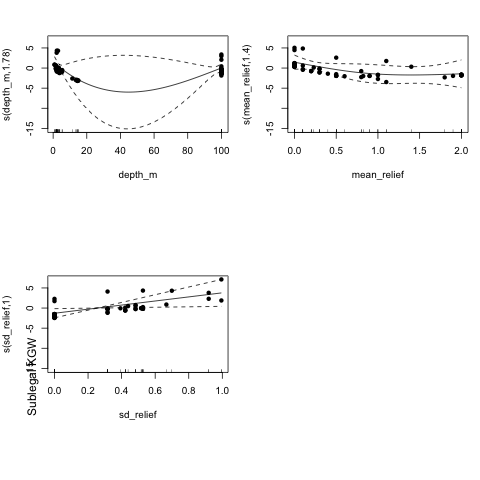 s(depth_m,1.78)
5
0
-5
-15
0 20 40 60 80 100
depth_m
s(mean_relief,1.4)
5
0
-5
-15
0.0 0.5 1.0 1.5 2.0
mean_relief
s(sd_relief,1)
5
0
-5
0.0 0.2 0.4 0.6 0.8 1.0
sd_relief
Sublegal KGW